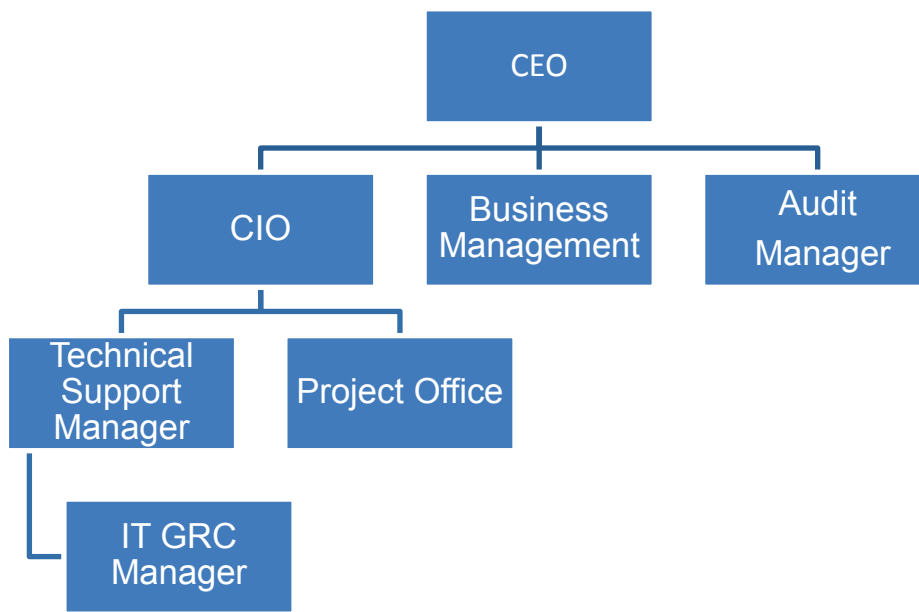 CEO
CIO
Business
Management
Audit
Manager
Technical
Support
Manager
Project Office
IT GRC
Manager